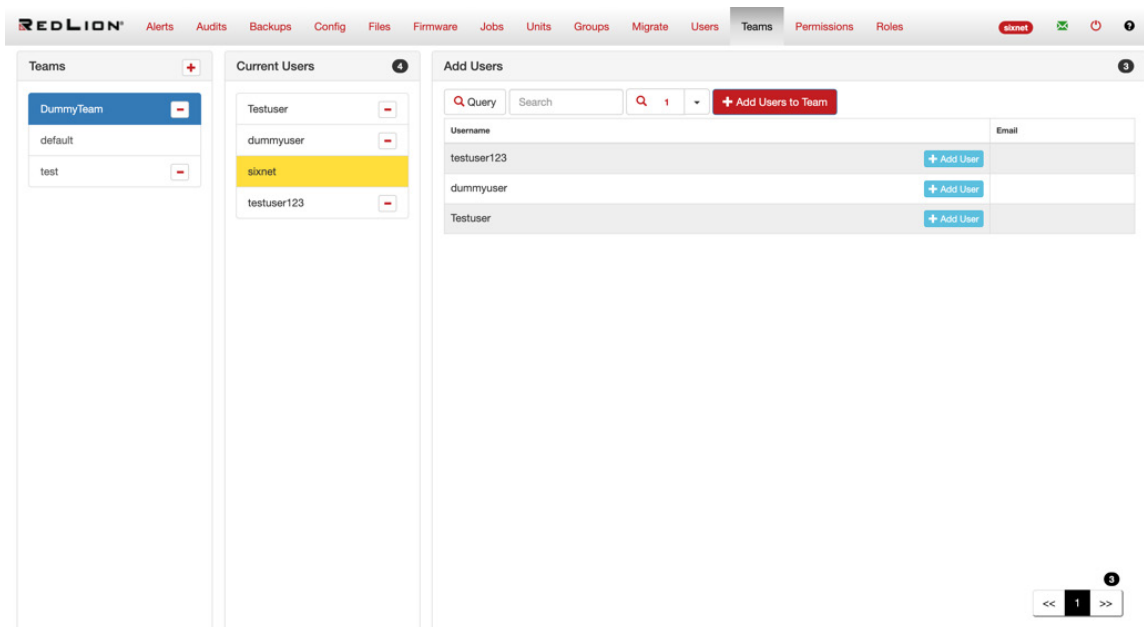 REDLION® Alerts Audits Backups Config Files Firmware Jobs Units Groups Migrate Users Teams Permissions Roles sixnet
Teams
DummyTeam
default
test
Current Users 4
Testuser
dummyuser
sixnet
testuser123
Add Users 3
Query Search 1 + Add Users to Team
Username Email
testuser123 + Add User
dummyuser + Add User
Testuser + Add User
3
<< 1 >>